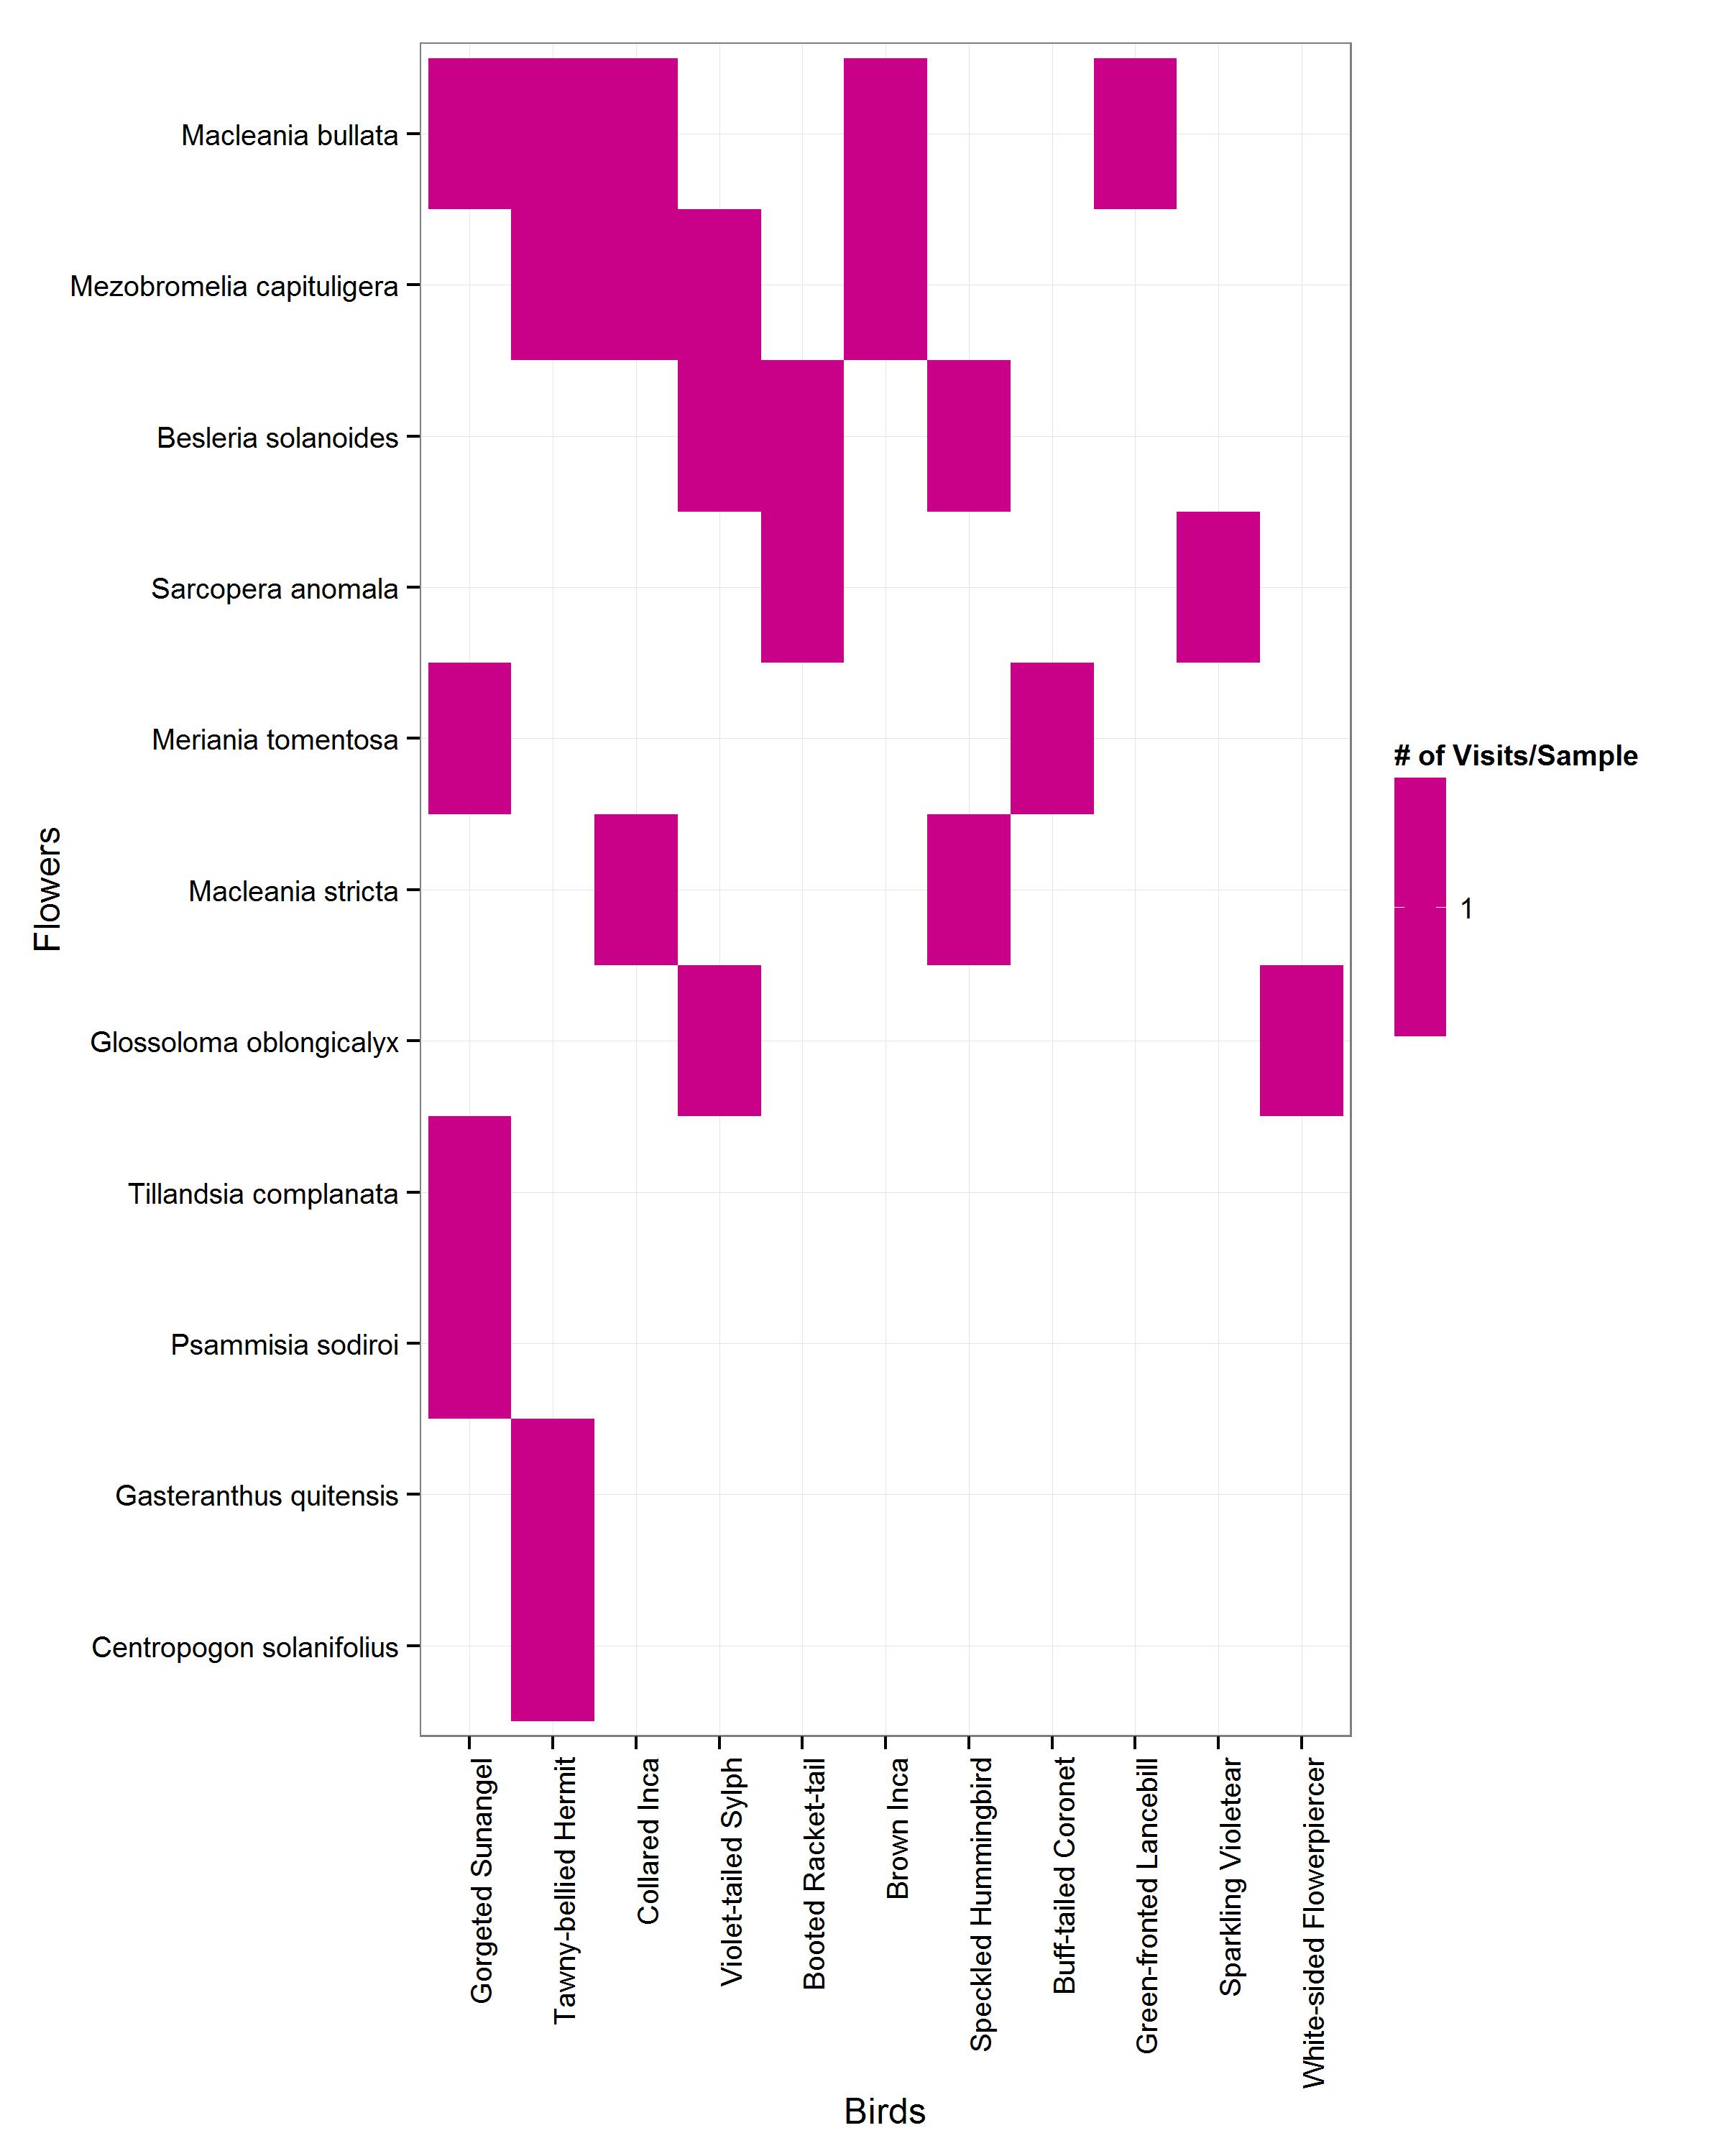 Macleania bullata
Mezobromelia capituligera
Besleria solanoides
Sarcopera anomala
Meriania tomentosa
Macleania stricta
Glossoloma oblongicalyx
Tillandsia complanata
Psammisia sodiroi
Gasteranthus quitensis
Centropogon solanifolius
Flowers
# of Visits/Sample
1
Gorgeted Sunangel
Tawny-bellied Hermit
Collared Inca
Violet-tailed Sylph
Booted Racket-tail
Brown Inca
Speckled Hummingbird
Buff-tailed Coronet
Green-fronted Lancebill
Sparkling Violetear
White-sided Flowerpiercer
Birds